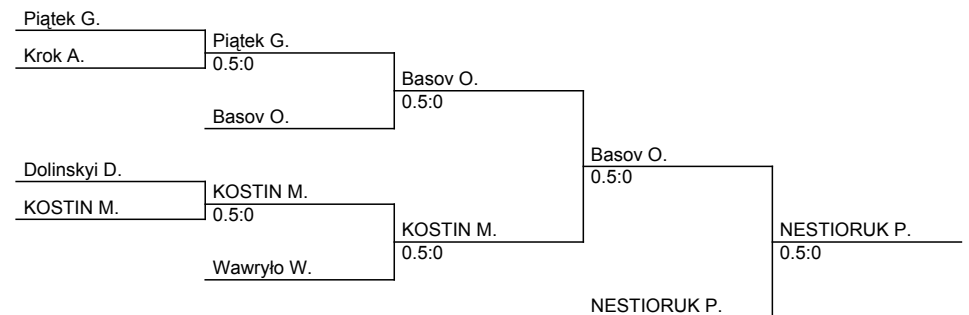 Piątek G.
Krok A.
Piątek G.
0.5:0
Basov O.
Basov O.
0.5:0
Dolinskyi D.
KOSTIN M.
KOSTIN M.
0.5:0
Wawryło W.
KOSTIN M.
0.5:0
Basov O.
0.5:0
NESTIORUK P.
NESTIORUK P.
0.5:0